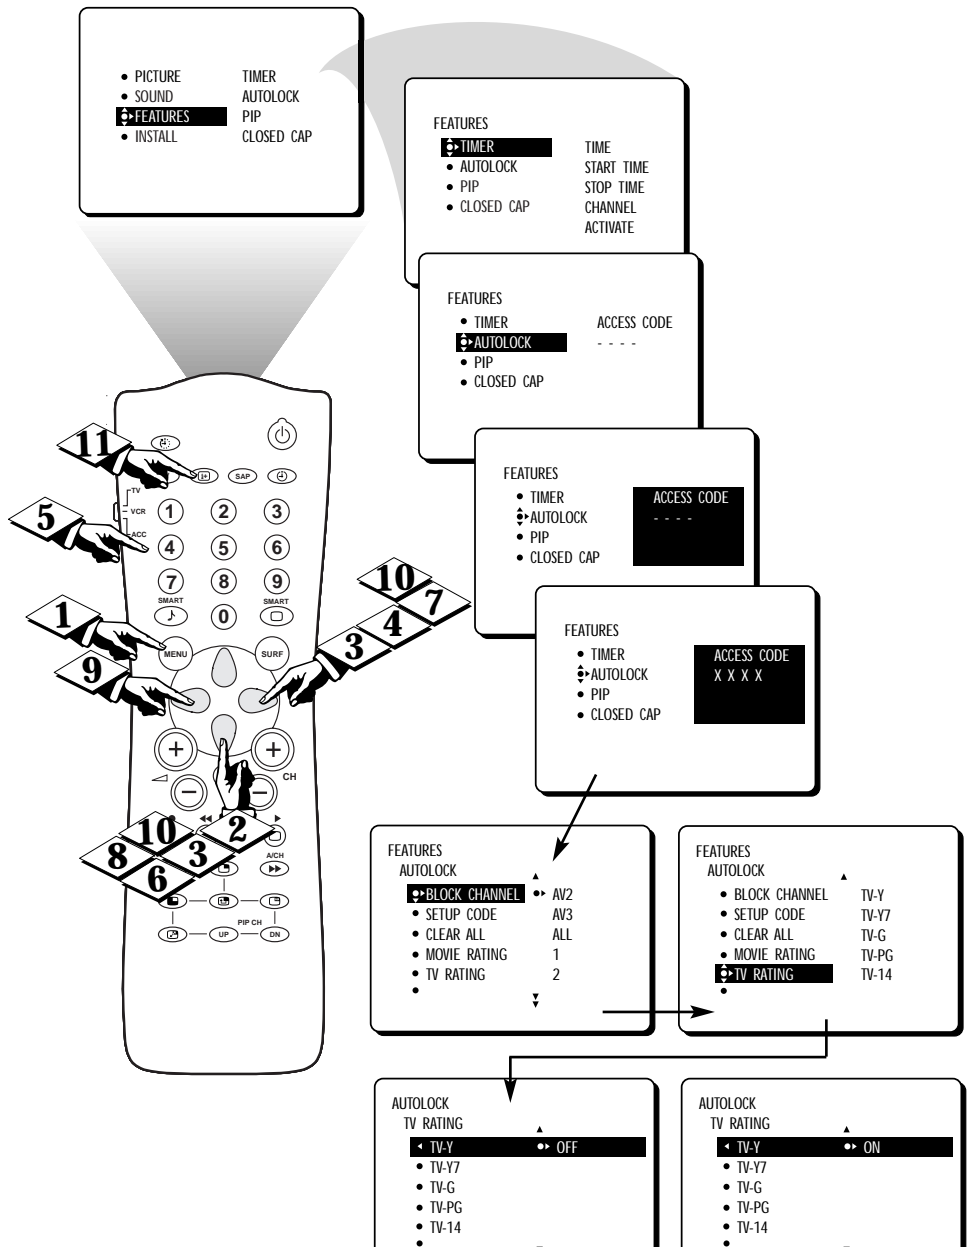 PICTURE TIMER
SOUND AUTOLOCK
FEATURES PIP
INSTALL CLOSED CAP
FEATURES
TIMER TIME
AUTOLOCK START TIME
PIP STOP TIME
CLOSED CAP CHANNEL
ACTIVATE
FEATURES
TIMER ACCESS CODE
AUTOLOCK - - - -
PIP
CLOSED CAP
FEATURES
TIMER ACCESS CODE
AUTOLOCK - - - -
PIP
CLOSED CAP
FEATURES
TIMER ACCESS CODE
AUTOLOCK X X X X
PIP
CLOSED CAP
11
SAP
TV
VCR
ACC
5
1 2 3
4 5 6
7 8 9
SMART SMART
0
10
7
4
3
1
MENU SURF
9
CH
2
10
3
8
6
A/CH
PIP CH
UP DN
FEATURES
AUTOLOCK
BLOCK CHANNEL AV2
SETUP CODE AV3
CLEAR ALL ALL
MOVIE RATING 1
TV RATING 2
FEATURES
AUTOLOCK
BLOCK CHANNEL TV-Y
SETUP CODE TV-Y7
CLEAR ALL TV-G
MOVIE RATING TV-PG
TV RATING TV-14
AUTOLOCK
TV RATING
TV-Y OFF
TV-Y7
TV-G
TV-PG
TV-14
AUTOLOCK
TV RATING
TV-Y ON
TV-Y7
TV-G
TV-PG
TV-14